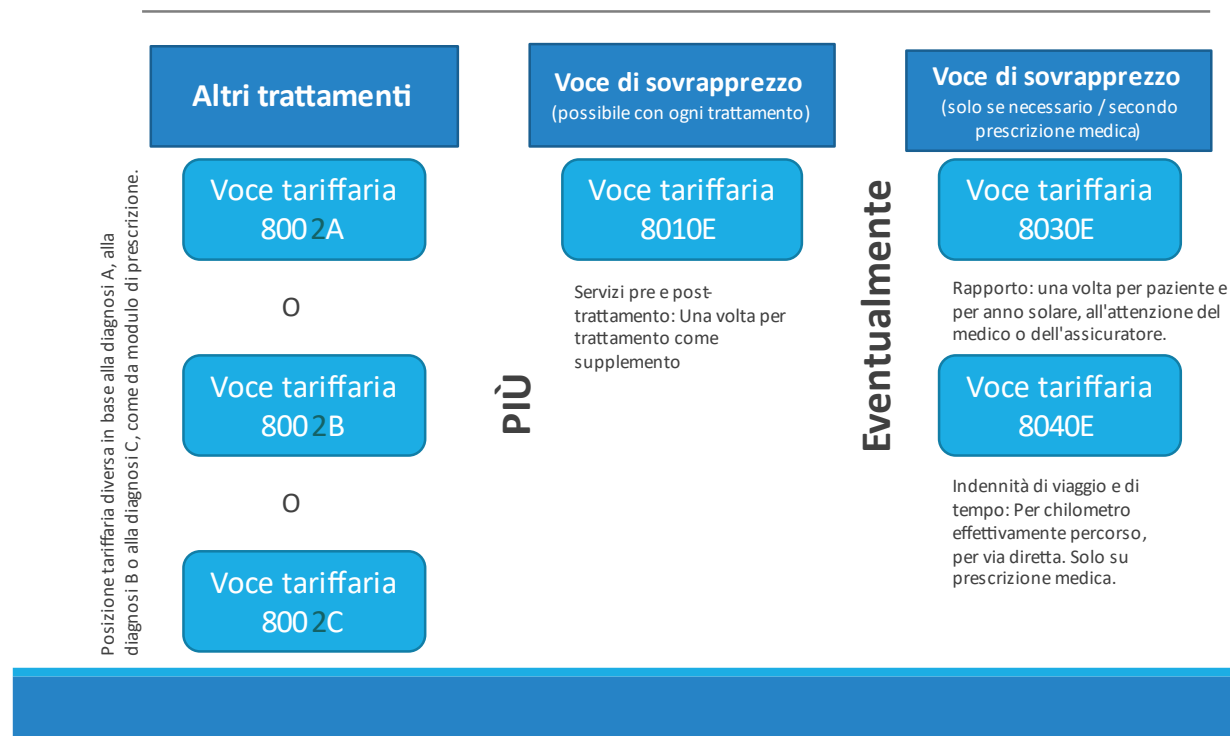 Posizione tariffaria diversa in base alla diagnosi A, alla
diagnosi B o alla diagnosi C, come da modulo di prescrizione.
Altri trattamenti
Voce tariffaria
8002A
O
Voce tariffaria
8002B
O
Voce tariffaria
8002C
PIÙ
Voce di sovrapprezzo
(possibile con ogni trattamento)
Voce tariffaria
8010E
Servizi pre e post-
trattamento: Una volta per
trattamento come
supplemento
Eventualmente
Voce di sovrapprezzo
(solo se necessario / secondo
prescrizione medica)
Voce tariffaria
8030E
Rapporto: una volta per paziente e
per anno solare, all'attenzione del
medico o dell'assicuratore.
Voce tariffaria
8040E
Indennità di viaggio e di
tempo: Per chilometro
effettivamente percorso,
per via diretta. Solo su
prescrizione medica.